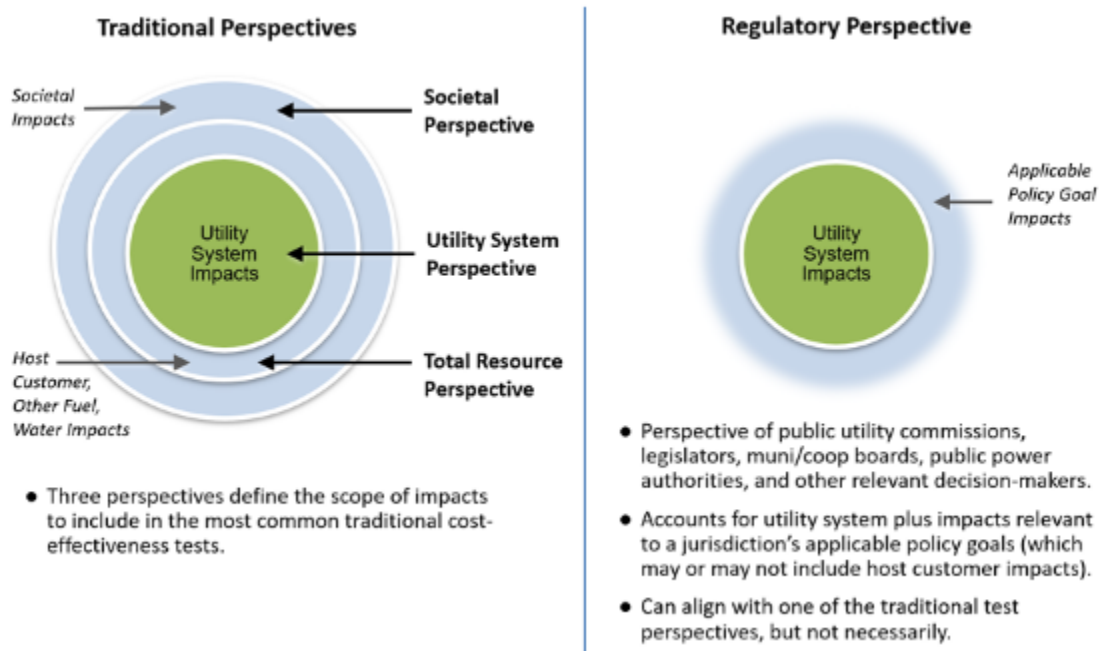 Traditional Perspectives
Societal
Impacts
Societal
Perspective
Utility
System
Impacts
Utility System
Perspective
Host
Customer,
Other Fuel,
Water Impacts
Total Resource
Perspective
● Three perspectives define the scope of impacts
to include in the most common traditional cost-
effectiveness tests.
Regulatory Perspective
Applicable
Policy Goal
Impacts
Utility
System
Impacts
● Perspective of public utility commissions,
legislators, muni/coop boards, public power
authorities, and other relevant decision-makers.
● Accounts for utility system plus impacts relevant
to a jurisdiction's applicable policy goals (which
may or may not include host customer impacts).
● Can align with one of the traditional test
perspectives, but not necessarily.